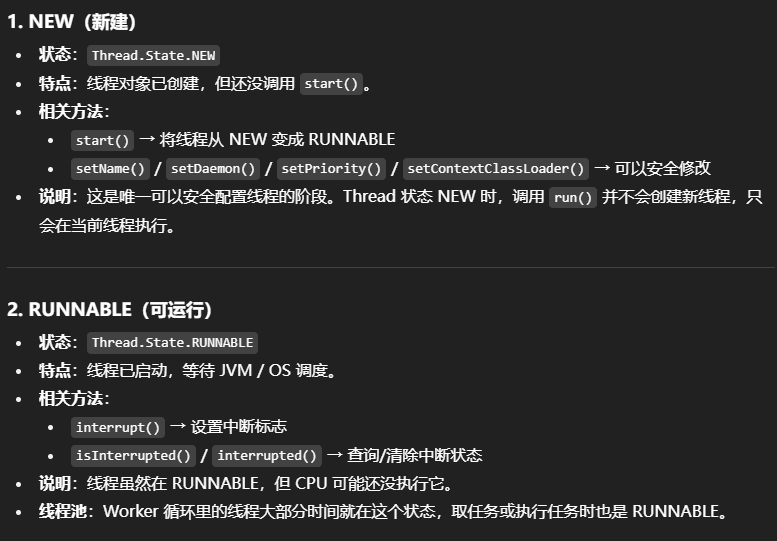 1. NEW（新建）
• 状态：Thread.State.NEW
• 特点：线程对象已创建，但还没调用 start()。
• 相关方法：
• start() → 将线程从 NEW 变成 RUNNABLE
• setName() / setDaemon() / setPriority() / setContextClassLoader() → 可以安全修改
• 说明：这是唯一可以安全配置线程的阶段。Thread 状态 NEW 时，调用 run() 并不会创建新线程，只
会在当前线程执行。
2. RUNNABLE（可运行）
• 状态：Thread.State.RUNNABLE
• 特点：线程已启动，等待 JVM / OS 调度。
• 相关方法：
• interrupt() → 设置中断标志
• isInterrupted() / interrupted() → 查询/清除中断状态
• 说明：线程虽然在 RUNNABLE，但 CPU 可能还没执行它。
• 线程池：Worker 循环里的线程大部分时间就在这个状态，取任务或执行任务时也是 RUNNABLE。